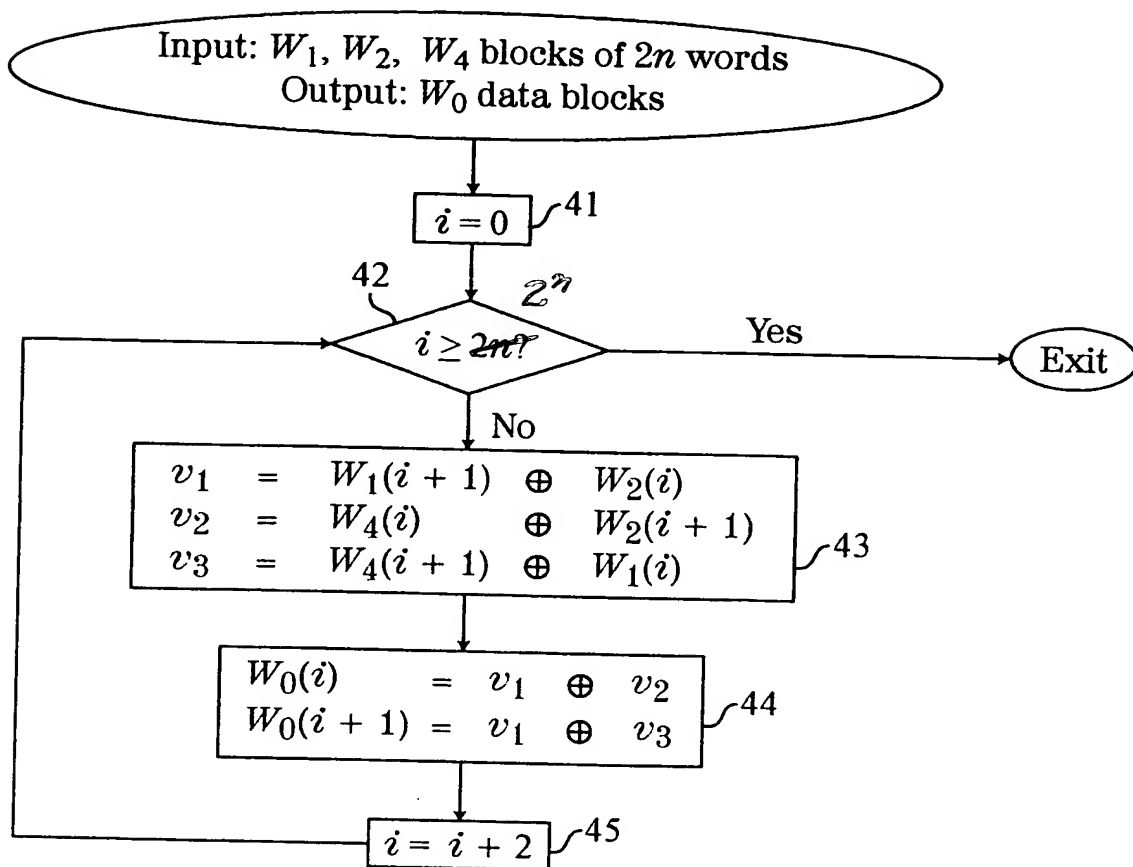 Input: W₁, W₂, W₄ blocks of 2n words
Output: W₀ data blocks
i = 0
41
42
2ⁿ
i ≥ 2n?
Yes
Exit
No
v₁ = W₁(i + 1) ⊕ W₂(i)
v₂ = W₄(i) ⊕ W₂(i + 1)
v₃ = W₄(i + 1) ⊕ W₁(i)
43
W₀(i) = v₁ ⊕ v₂
W₀(i + 1) = v₁ ⊕ v₃
44
i = i + 2
45